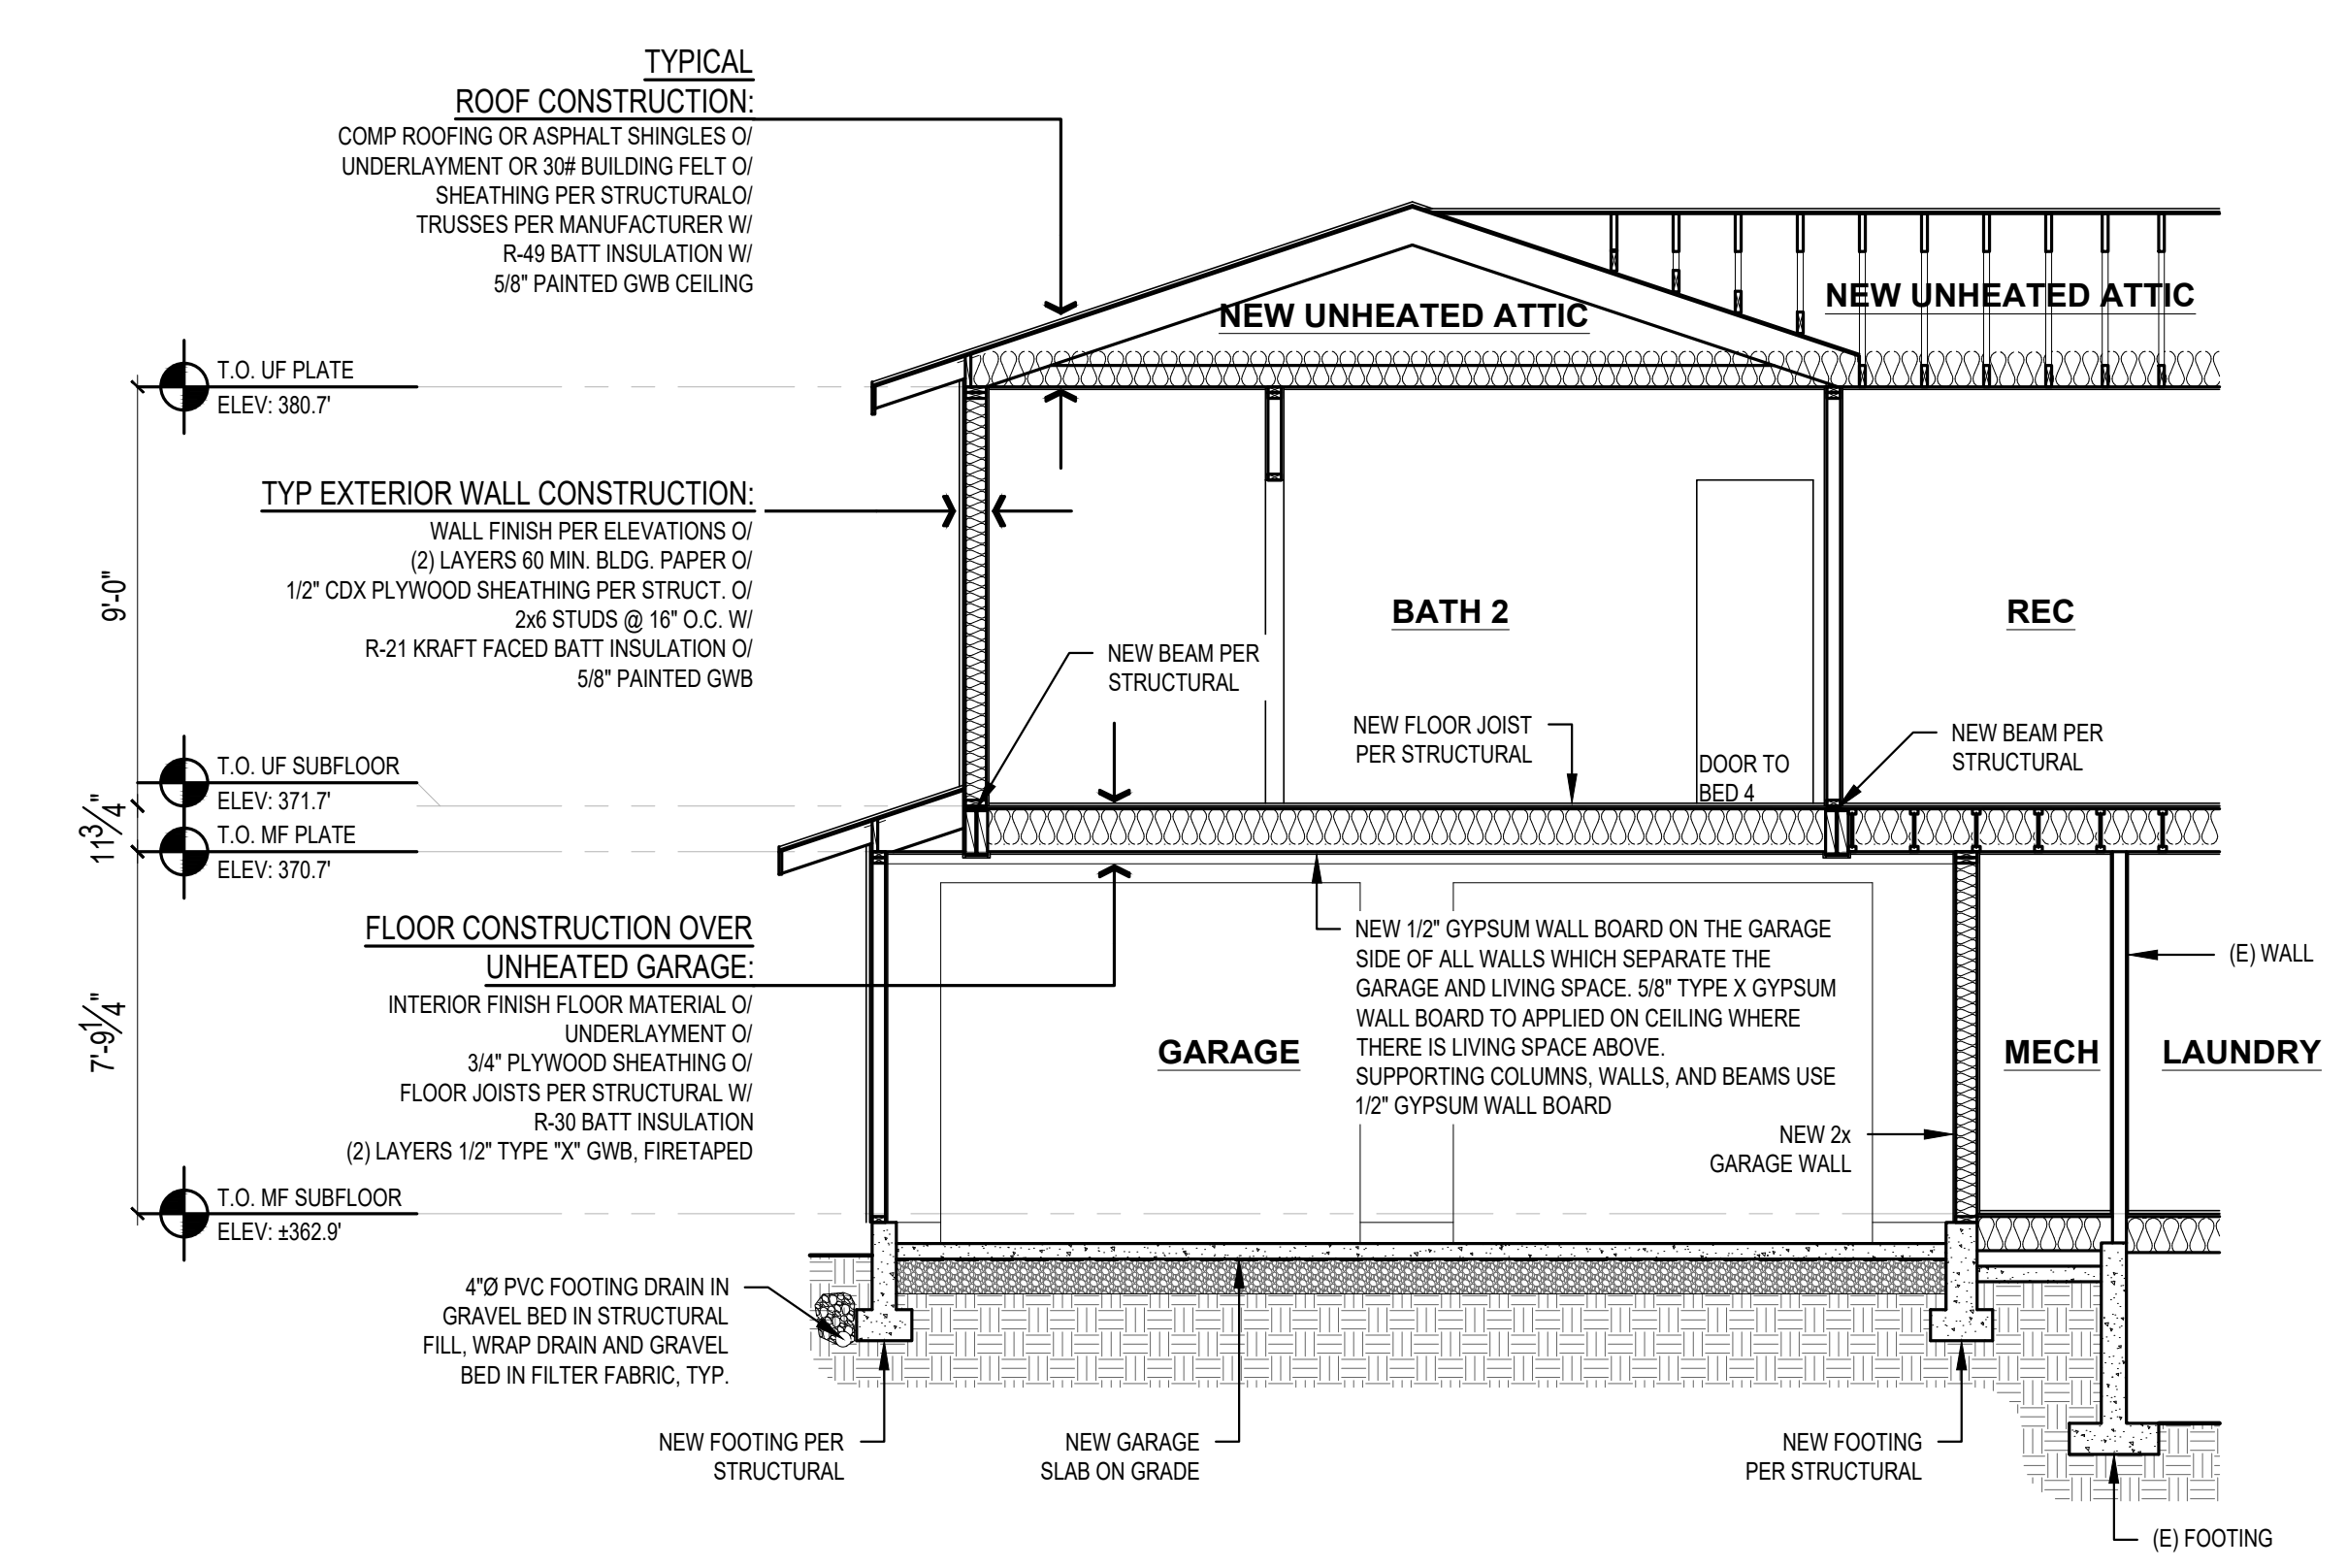 TYPICAL
ROOF CONSTRUCTION:
COMP ROOFING OR ASPHALT SHINGLES O/
UNDERLAYMENT OR 30# BUILDING FELT O/
SHEATHING PER STRUCTURALO/
TRUSSES PER MANUFACTURER W/
R-49 BATT INSULATION W/
5/8" PAINTED GWB CEILING
NEW UNHEATED ATTIC
NEW UNHEATED ATTIC
T.O. UF PLATE
ELEV: 380.7'
TYP EXTERIOR WALL CONSTRUCTION:
WALL FINISH PER ELEVATIONS O/
(2) LAYERS 60 MIN. BLDG. PAPER O/
1/2" CDX PLYWOOD SHEATHING PER STRUCT. O/
2x6 STUDS @ 16" O.C. W/
R-21 KRAFT FACED BATT INSULATION O/
5/8" PAINTED GWB
9'-0"
BATH 2
REC
NEW BEAM PER
STRUCTURAL
NEW FLOOR JOIST
PER STRUCTURAL
DOOR TO
BED 4
NEW BEAM PER
STRUCTURAL
T.O. UF SUBFLOOR
ELEV: 371.7'
11 3/4"
T.O. MF PLATE
ELEV: 370.7'
FLOOR CONSTRUCTION OVER
UNHEATED GARAGE:
INTERIOR FINISH FLOOR MATERIAL O/
UNDERLAYMENT O/
3/4" PLYWOOD SHEATHING O/
FLOOR JOISTS PER STRUCTURAL W/
R-30 BATT INSULATION
(2) LAYERS 1/2" TYPE "X" GWB, FIRETAPED
7'-9 1/4"
GARAGE
NEW 1/2" GYPSUM WALL BOARD ON THE GARAGE
SIDE OF ALL WALLS WHICH SEPARATE THE
GARAGE AND LIVING SPACE. 5/8" TYPE X GYPSUM
WALL BOARD TO APPLIED ON CEILING WHERE
THERE IS LIVING SPACE ABOVE.
SUPPORTING COLUMNS, WALLS, AND BEAMS USE
1/2" GYPSUM WALL BOARD
(E) WALL
MECH
LAUNDRY
NEW 2x
GARAGE WALL
T.O. MF SUBFLOOR
ELEV: ±362.9'
4"Ø PVC FOOTING DRAIN IN
GRAVEL BED IN STRUCTURAL
FILL, WRAP DRAIN AND GRAVEL
BED IN FILTER FABRIC, TYP.
NEW FOOTING PER
STRUCTURAL
NEW GARAGE
SLAB ON GRADE
NEW FOOTING
PER STRUCTURAL
(E) FOOTING